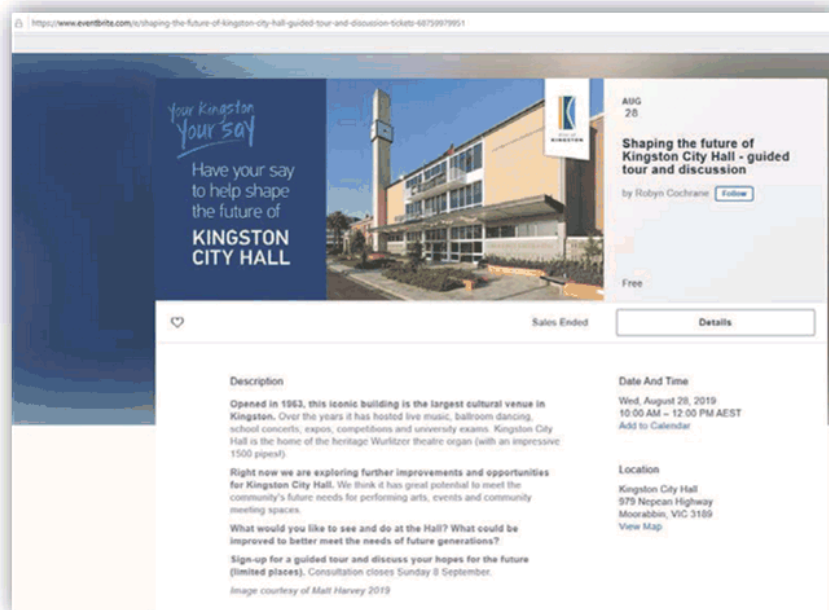 https://www.eventbrite.com/e/shaping-the-future-of-kingston-city-hall-guided-tour-and-discussion-tickets-68759979951
Your Kingston
Your say
Have your say
to help shape
the future of
KINGSTON
CITY HALL
CITY OF
KINGSTON
AUG
28
Shaping the future of
Kingston City Hall - guided
tour and discussion
by Robyn Cochrane Follow
Free
Sales Ended
Details
Description
Opened in 1963, this iconic building is the largest cultural venue in
Kingston. Over the years it has hosted live music, ballroom dancing,
school concerts, expos, competitions and university exams. Kingston City
Hall is the home of the heritage Wurlitzer theatre organ (with an impressive
1500 pipes!)
Right now we are exploring further improvements and opportunities
for Kingston City Hall. We think it has great potential to meet the
community's future needs for performing arts, events and community
meeting spaces.
What would you like to see and do at the Hall? What could be
improved to better meet the needs of future generations?
Sign-up for a guided tour and discuss your hopes for the future
(limited places). Consultation closes Sunday 8 September.
Image courtesy of Matt Harvey 2019
Date And Time
Wed, August 28, 2019
10:00 AM – 12:00 PM AEST
Add to Calendar
Location
Kingston City Hall
979 Nepean Highway
Moorabbin, VIC 3189
View Map